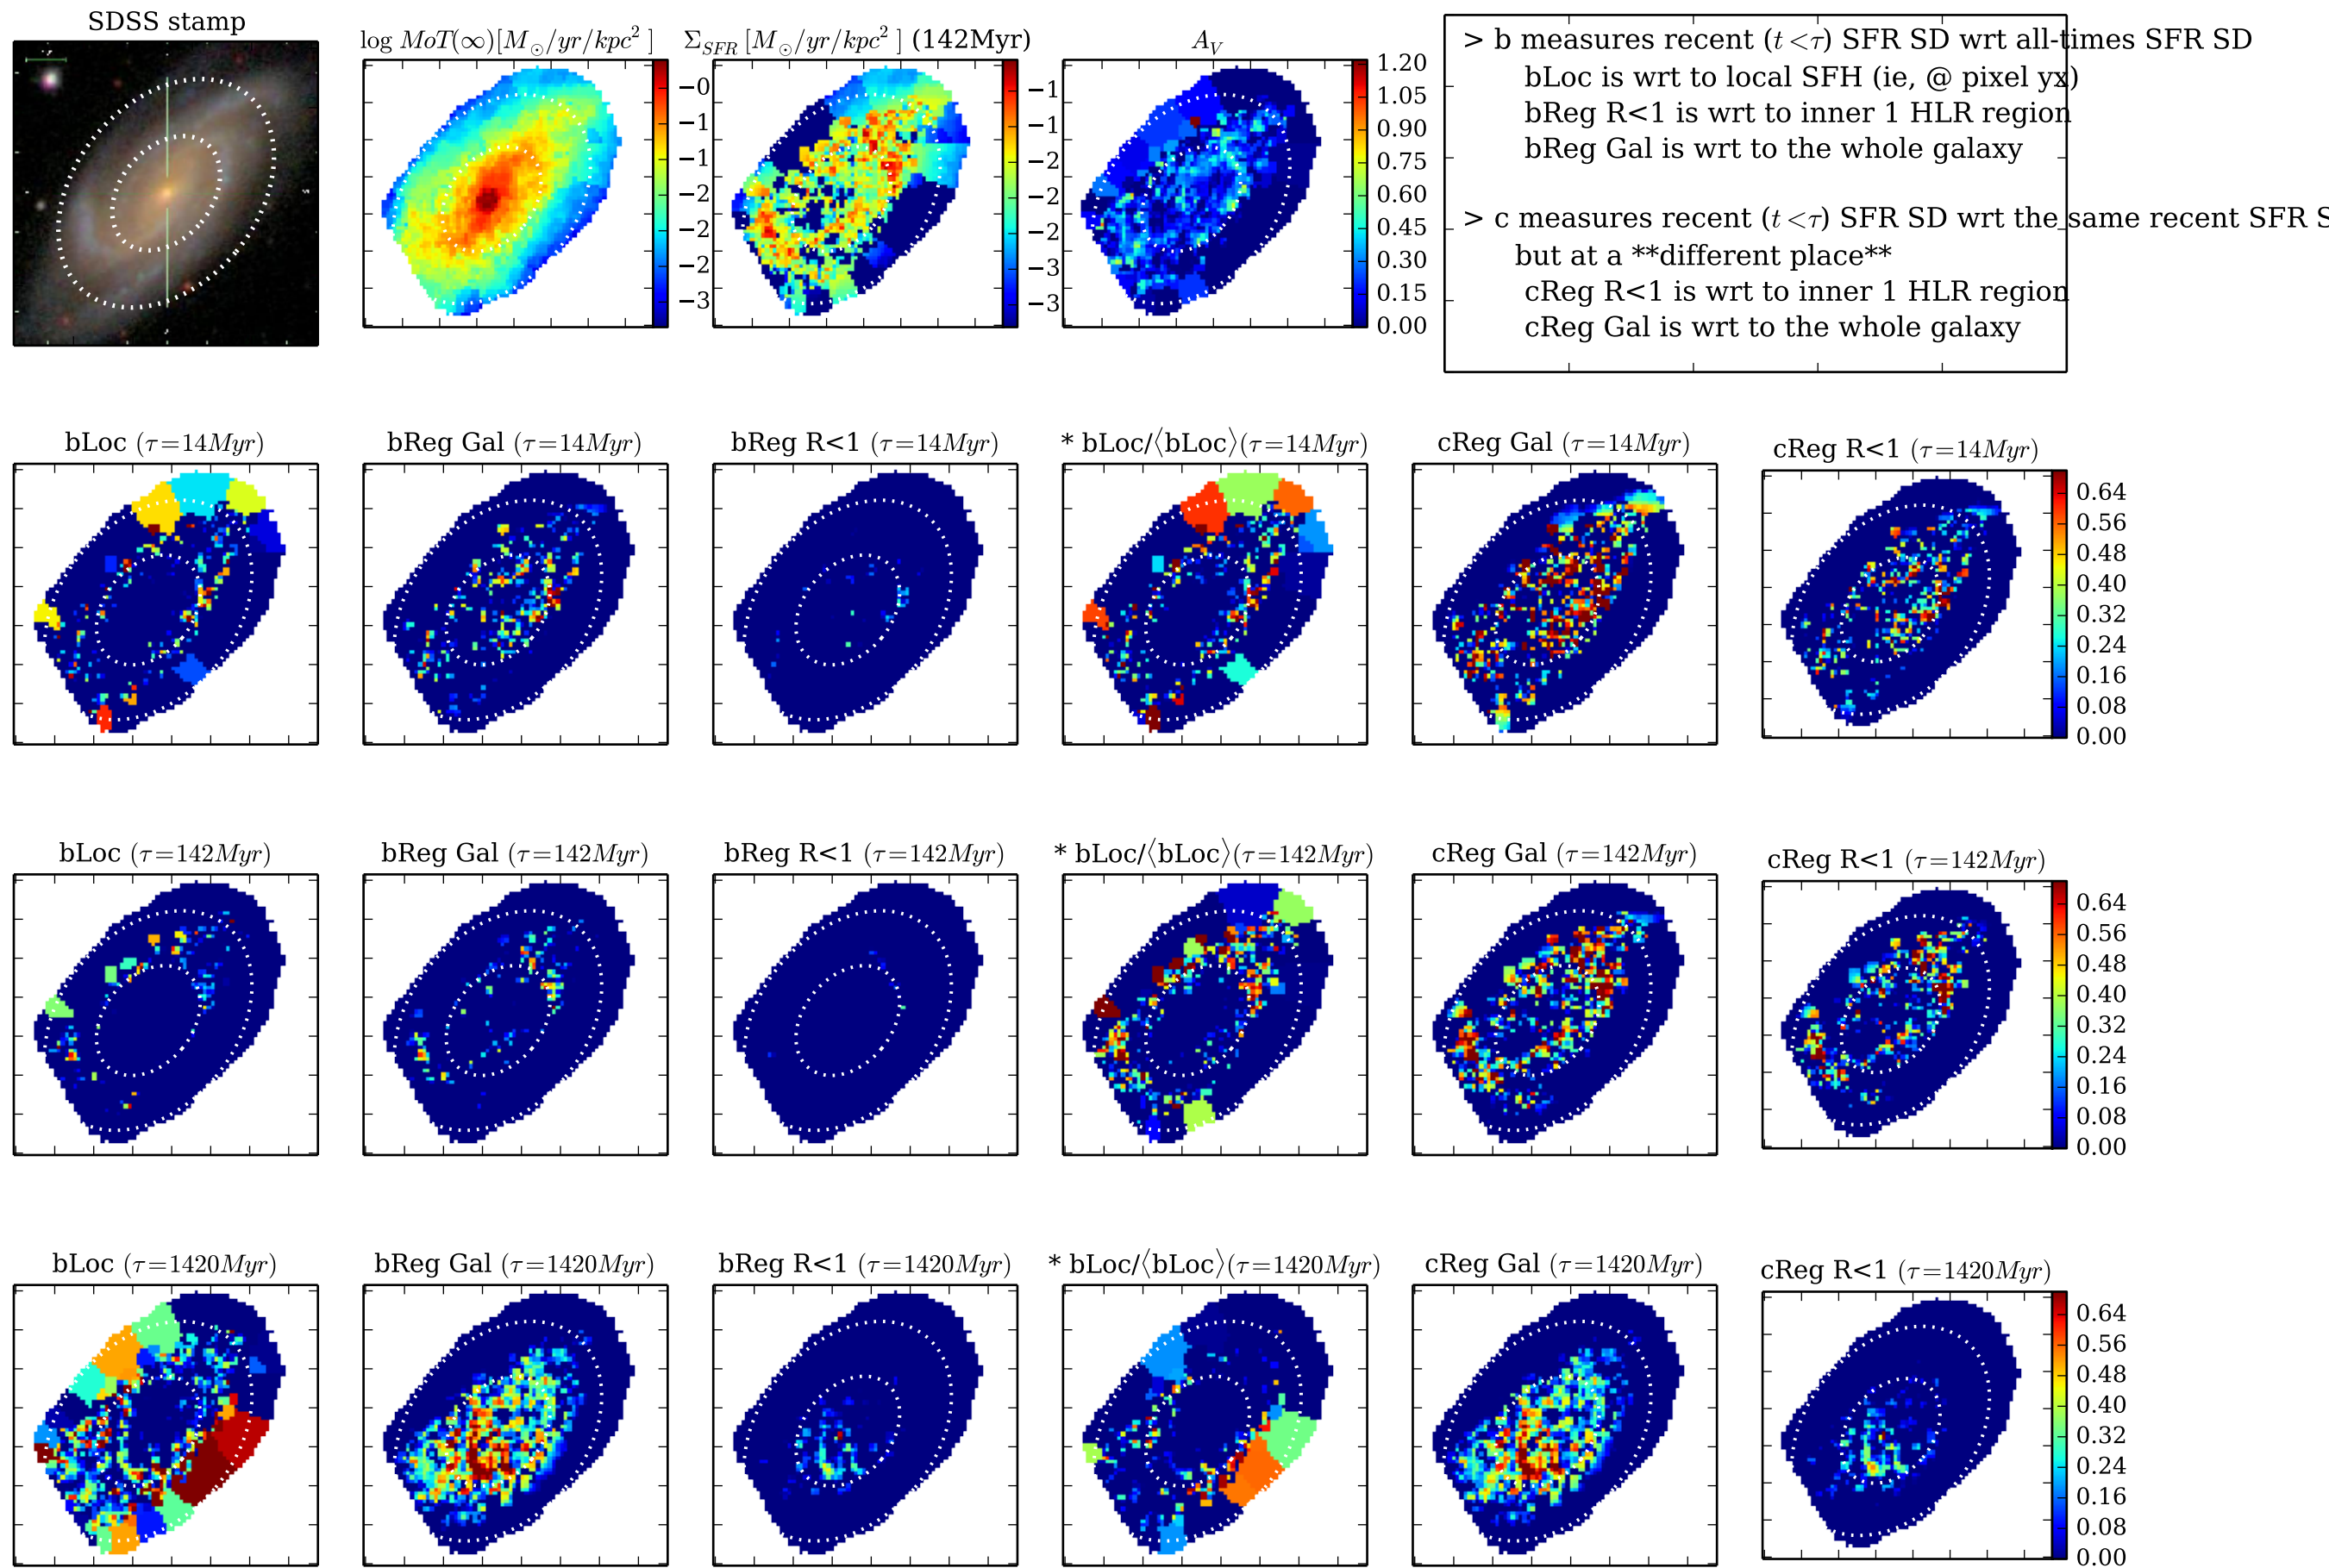 SDSS stamp
log MoT(∞)[M⊙/yr/kpc²]
Σ_SFR [M⊙/yr/kpc²] (142Myr)
A_V
−0
−1
−1
−2
−2
−2
−3
−1
−1
−2
−2
−2
−3
−3
1.20
1.05
0.90
0.75
0.60
0.45
0.30
0.15
0.00
> b measures recent (t<τ) SFR SD wrt all-times SFR SD
bLoc is wrt to local SFH (ie, @ pixel yx)
bReg R<1 is wrt to inner 1 HLR region
bReg Gal is wrt to the whole galaxy
> c measures recent (t<τ) SFR SD wrt the same recent SFR S
but at a **different place**
cReg R<1 is wrt to inner 1 HLR region
cReg Gal is wrt to the whole galaxy
bLoc (τ=14Myr)
bReg Gal (τ=14Myr)
bReg R<1 (τ=14Myr)
* bLoc/⟨bLoc⟩(τ=14Myr)
cReg Gal (τ=14Myr)
cReg R<1 (τ=14Myr)
0.64
0.56
0.48
0.40
0.32
0.24
0.16
0.08
0.00
bLoc (τ=142Myr)
bReg Gal (τ=142Myr)
bReg R<1 (τ=142Myr)
* bLoc/⟨bLoc⟩(τ=142Myr)
cReg Gal (τ=142Myr)
cReg R<1 (τ=142Myr)
0.64
0.56
0.48
0.40
0.32
0.24
0.16
0.08
0.00
bLoc (τ=1420Myr)
bReg Gal (τ=1420Myr)
bReg R<1 (τ=1420Myr)
* bLoc/⟨bLoc⟩(τ=1420Myr)
cReg Gal (τ=1420Myr)
cReg R<1 (τ=1420Myr)
0.64
0.56
0.48
0.40
0.32
0.24
0.16
0.08
0.00